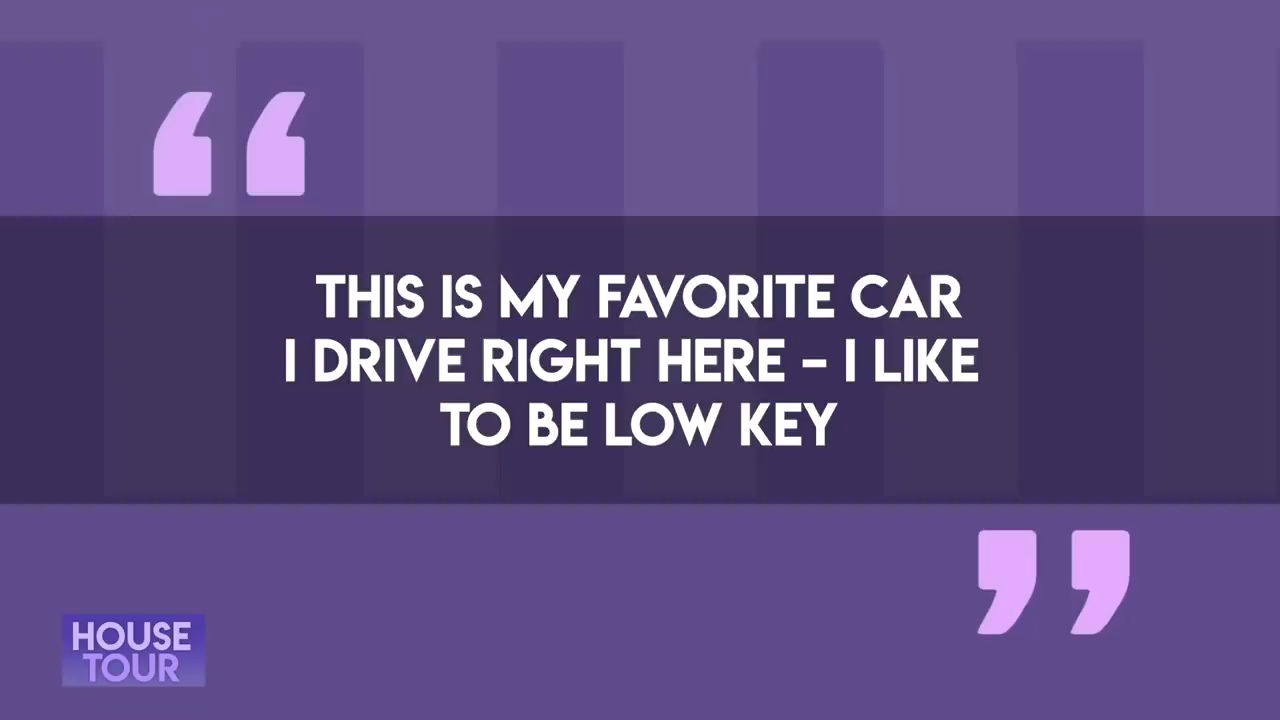 “
THIS IS MY FAVORITE CAR
I DRIVE RIGHT HERE – I LIKE
TO BE LOW KEY
”
HOUSE
TOUR